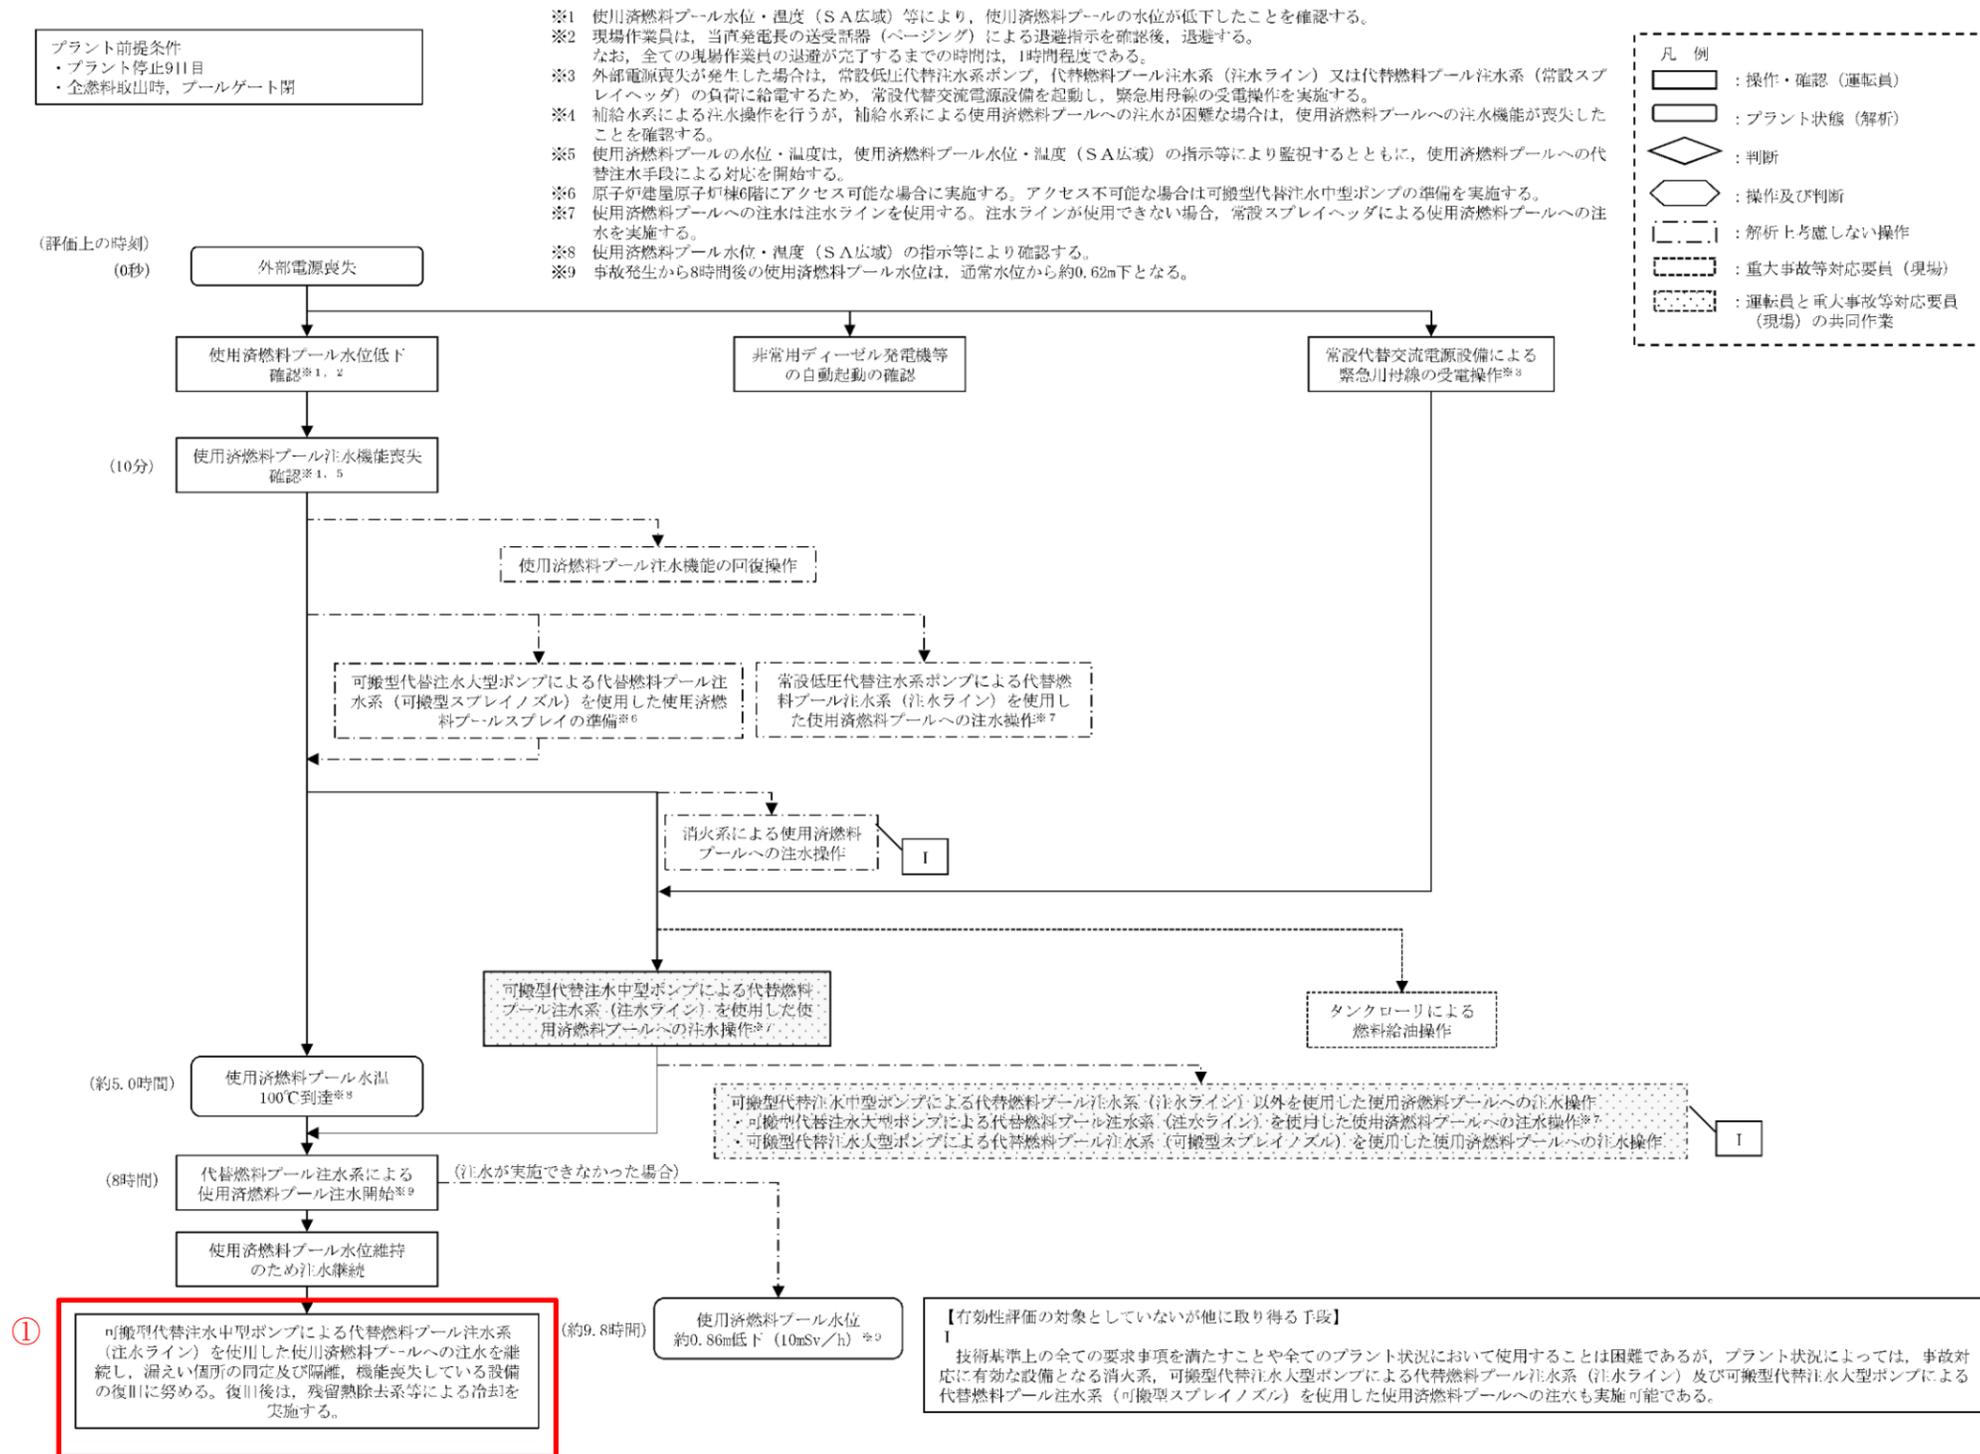 プラント前提条件
・プラント停止9日目
・全燃料取出時，プールゲート閉
※1 使用済燃料プール水位・温度（ＳＡ広域）等により，使用済燃料プールの水位が低下したことを確認する。
※2 現場作業員は，当直発電長の送受話器（ページング）による退避指示を確認後，退避する。
なお，全ての現場作業員の退避が完了するまでの時間は，1時間程度である。
※3 外部電源喪失が発生した場合は，常設低圧代替注水系ポンプ，代替燃料プール注水系（注水ライン）又は代替燃料プール注水系（常設スプ
レイヘッダ）の負荷に給電するため，常設代替交流電源設備を起動し，緊急用母線の受電操作を実施する。
※4 補給水系による注水操作を行うが，補給水系による使用済燃料プールへの注水が困難な場合は，使用済燃料プールへの注水機能が喪失した
ことを確認する。
※5 使用済燃料プールの水位・温度は，使用済燃料プール水位・温度（ＳＡ広域）の指示等により監視するとともに，使用済燃料プールへの代
替注水手段による対応を開始する。
※6 原子炉建屋原子炉棟6階にアクセス可能な場合に実施する。アクセス不可能な場合は可搬型代替注水中型ポンプの準備を実施する。
※7 使用済燃料プールへの注水は注水ラインを使用する。注水ラインが使用できない場合，常設スプレイヘッダによる使用済燃料プールへの注
水を実施する。
※8 使用済燃料プール水位・温度（ＳＡ広域）の指示等により確認する。
※9 事故発生から8時間後の使用済燃料プール水位は，通常水位から約0.62m下となる。
凡 例
：操作・確認（運転員）
：プラント状態（解析）
：判断
：操作及び判断
：解析上考慮しない操作
：重大事故等対応要員（現場）
：運転員と重大事故等対応要員
（現場）の共同作業
（評価上の時刻）
（0秒）
外部電源喪失
使用済燃料プール水位低下
確認※1，2
非常用ディーゼル発電機等
の自動起動の確認
常設代替交流電源設備による
緊急用母線の受電操作※3
（10分）
使用済燃料プール注水機能喪失
確認※4，5
使用済燃料プール注水機能の回復操作
可搬型代替注水大型ポンプによる代替燃料プール注
水系（可搬型スプレイノズル）を使用した使用済燃
料プールスプレイの準備※6
常設低圧代替注水系ポンプによる代替燃
料プール注水系（注水ライン）を使用し
た使用済燃料プールへの注水操作※7
消火系による使用済燃料
プールへの注水操作
Ⅰ
可搬型代替注水中型ポンプによる代替燃料
プール注水系（注水ライン）を使用した使
用済燃料プールへの注水操作※7
タンクローリによる
燃料給油操作
（約5.0時間）
使用済燃料プール水温
100℃到達※8
可搬型代替注水中型ポンプによる代替燃料プール注水系（注水ライン）以外を使用した使用済燃料プールへの注水操作
・可搬型代替注水大型ポンプによる代替燃料プール注水系（注水ライン）を使用した使用済燃料プールへの注水操作※7
・可搬型代替注水大型ポンプによる代替燃料プール注水系（可搬型スプレイノズル）を使用した使用済燃料プールへの注水操作
Ⅰ
（8時間）
代替燃料プール注水系による
使用済燃料プール注水開始※9
（注水が実施できなかった場合）
使用済燃料プール水位維持
のため注水継続
①
可搬型代替注水中型ポンプによる代替燃料プール注水系
（注水ライン）を使用した使用済燃料プールへの注水を継
続し，漏えい個所の同定及び隔離，機能喪失している設備
の復旧に努める。復旧後は，残留熱除去系等による冷却を
実施する。
（約9.8時間）
使用済燃料プール水位
約0.86m低下（10mSv／h）※9
【有効性評価の対象としていないが他に取り得る手段】
Ⅰ
技術基準上の全ての要求事項を満たすことや全てのプラント状況において使用することは困難であるが，プラント状況によっては，事故対
応に有効な設備となる消火系，可搬型代替注水大型ポンプによる代替燃料プール注水系（注水ライン）及び可搬型代替注水大型ポンプによる
代替燃料プール注水系（可搬型スプレイノズル）を使用した使用済燃料プールへの注水も実施可能である。